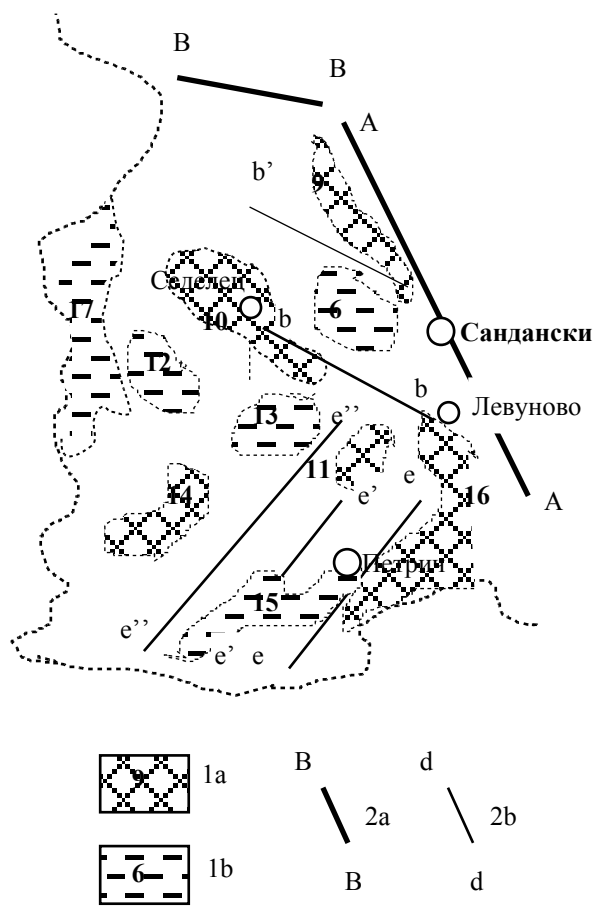 B
B
A
b’
9
Седелец
6
17
10
b
Сандански
12
b
Левуново
13
e’’
11
e
14
e’
16
A
Петрич
15
e’’
e’
e
9
1a
B
d
2a
2b
6
1b
B
d